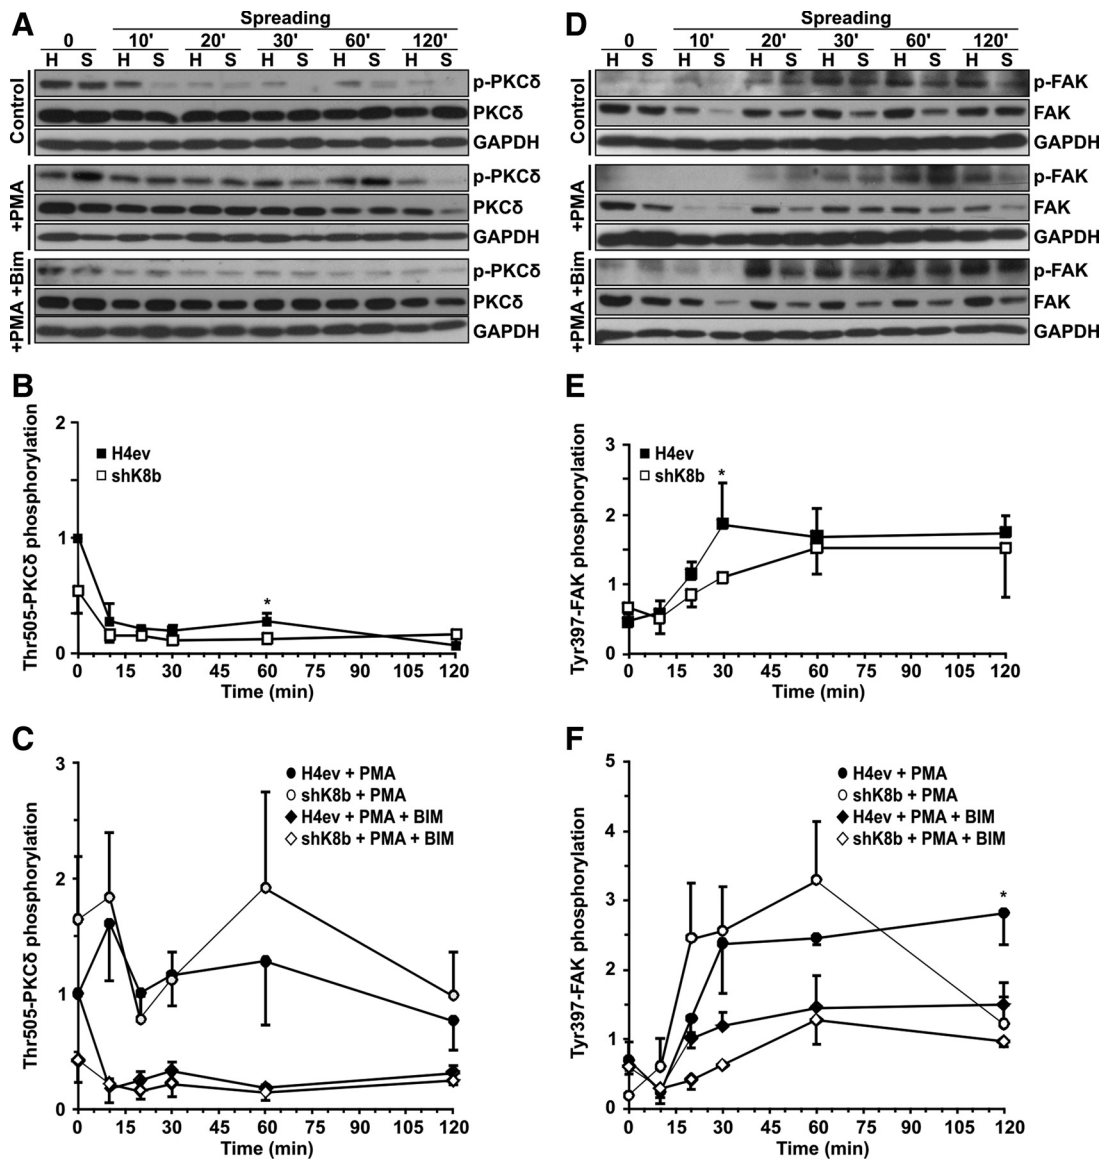 A
Spreading
0 10' 20' 30' 60' 120'
H S H S H S H S H S H S
Control
p-PKCδ
PKCδ
GAPDH
+PMA
p-PKCδ
PKCδ
GAPDH
+PMA +Bim
p-PKCδ
PKCδ
GAPDH
D
Spreading
0 10' 20' 30' 60' 120'
H S H S H S H S H S H S
Control
p-FAK
FAK
GAPDH
+PMA
p-FAK
FAK
GAPDH
+PMA +Bim
p-FAK
FAK
GAPDH
B
Thr505-PKCδ phosphorylation
2
1
0
H4ev
shK8b
*
0 15 30 45 60 75 90 105 120
Time (min)
E
Tyr397-FAK phosphorylation
3
2
1
0
H4ev
shK8b
*
0 15 30 45 60 75 90 105 120
Time (min)
C
Thr505-PKCδ phosphorylation
3
2
1
0
H4ev + PMA
shK8b + PMA
H4ev + PMA + BIM
shK8b + PMA + BIM
0 15 30 45 60 75 90 105 120
Time (min)
F
Tyr397-FAK phosphorylation
5
4
3
2
1
0
H4ev + PMA
shK8b + PMA
H4ev + PMA + BIM
shK8b + PMA + BIM
*
0 15 30 45 60 75 90 105 120
Time (min)